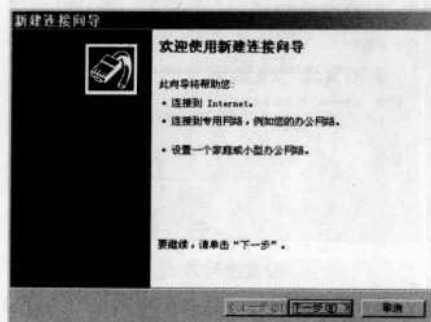 新建连接向导
欢迎使用新建连接向导
此向导将帮助您:
• 连接到 Internet。
• 连接到专用网络，例如您的办公网络。
• 设置一个家庭或小型办公网络。
要继续，请单击“下一步”。
下一步(N) >
取消